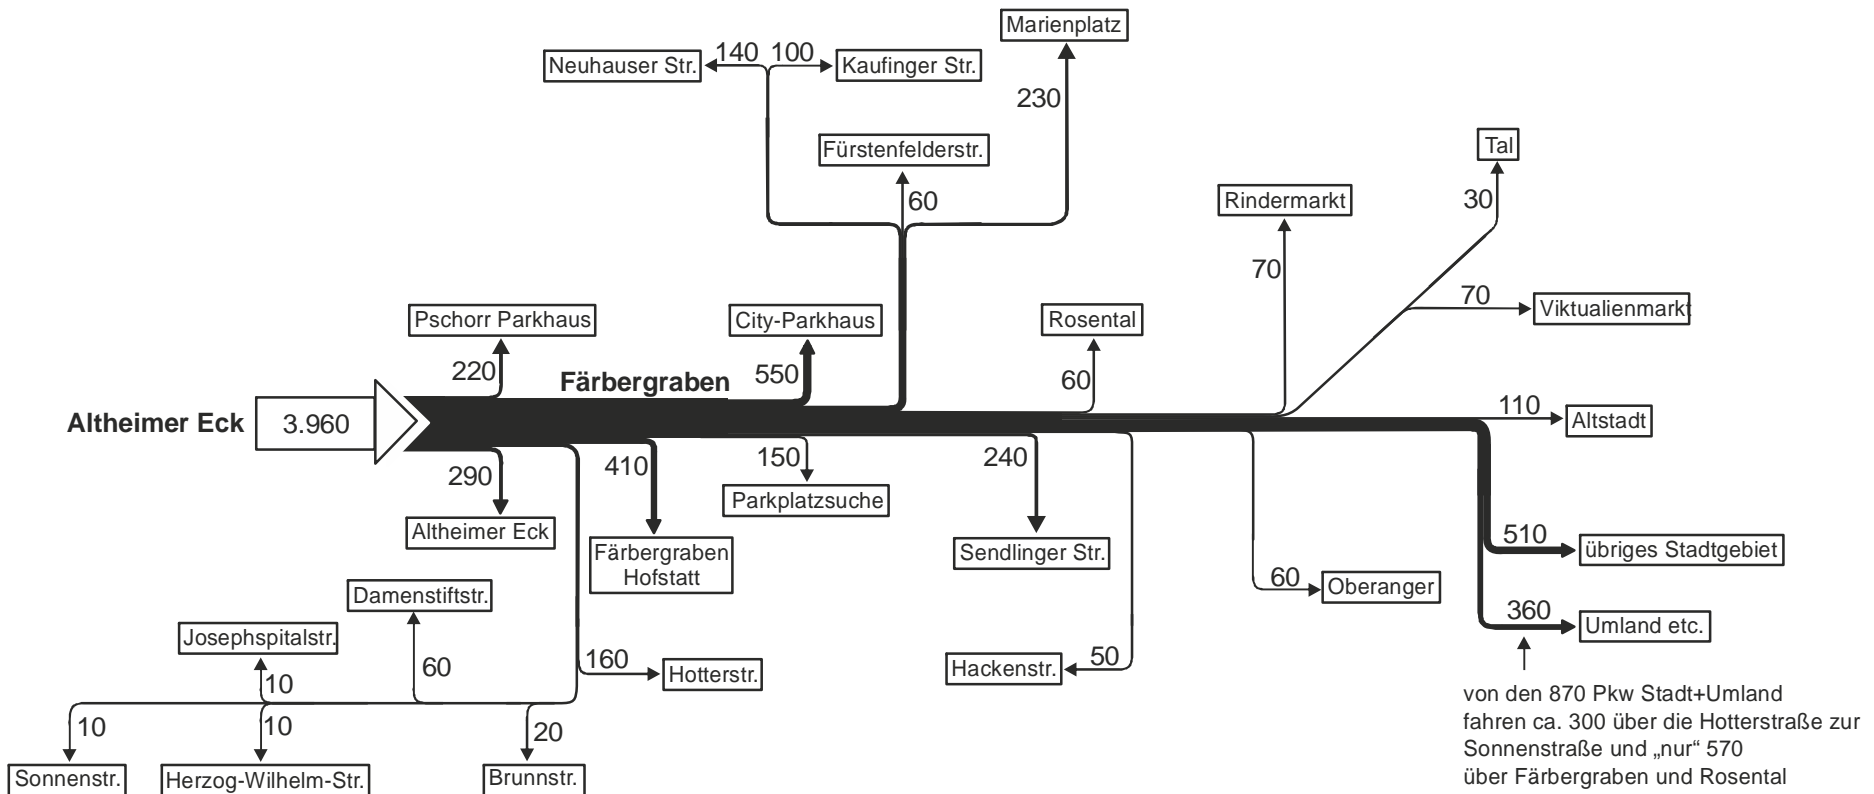 Marienplatz
Neuhauser Str.
140
100
Kaufinger Str.
230
Fürstenfelderstr.
60
Tal
30
Rindermarkt
70
70
Viktualienmarkt
Pschorr Parkhaus
220
City-Parkhaus
550
Rosental
60
Färbergraben
Altheimer Eck
3.960
110
Altstadt
290
410
150
240
Altheimer Eck
Färbergraben
Hofstatt
Parkplatzsuche
Sendlinger Str.
510
übriges Stadtgebiet
60
Oberanger
360
Umland etc.
Damenstiftstr.
Josephspitalstr.
60
10
160
Hotterstr.
Hackenstr.
50
10
10
20
Sonnenstr.
Herzog-Wilhelm-Str.
Brunnstr.
von den 870 Pkw Stadt+Umland
fahren ca. 300 über die Hotterstraße zur
Sonnenstraße und „nur“ 570
über Färbergraben und Rosental